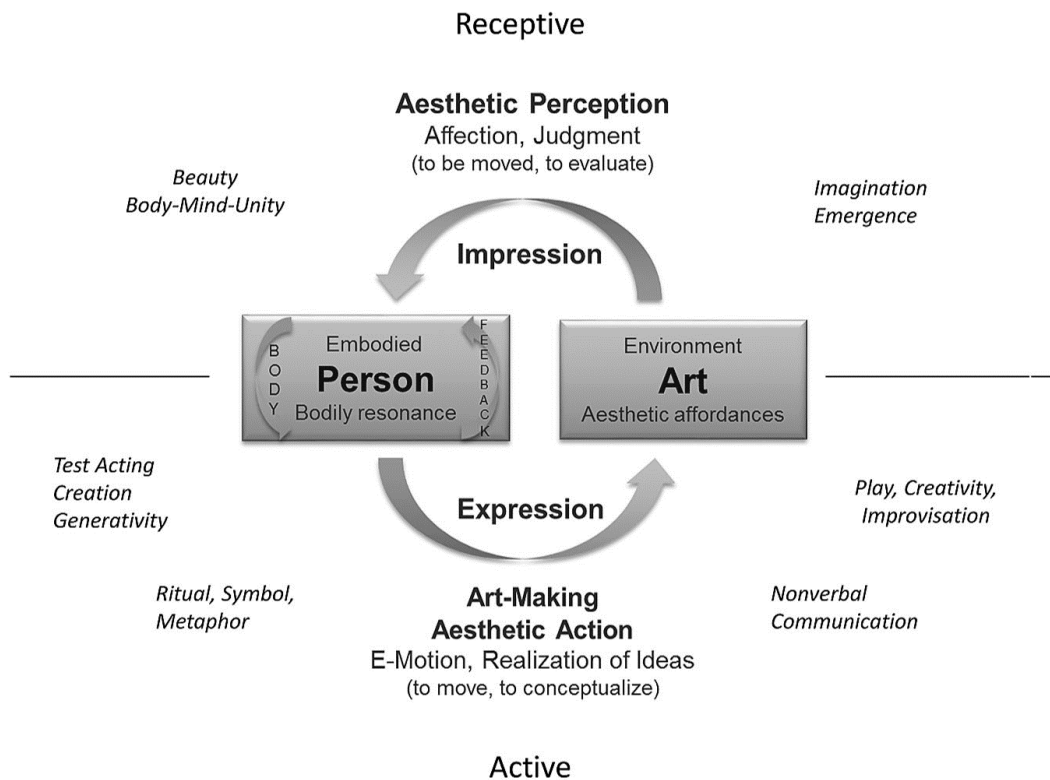 Receptive
Aesthetic Perception
Affection, Judgment
(to be moved, to evaluate)
Beauty
Body-Mind-Unity
Imagination
Emergence
Impression
BODY
Embodied
Person
Bodily resonance
FEEDBACK
Environment
Art
Aesthetic affordances
Test Acting
Creation
Generativity
Expression
Play, Creativity,
Improvisation
Ritual, Symbol,
Metaphor
Art-Making
Aesthetic Action
E-Motion, Realization of Ideas
(to move, to conceptualize)
Nonverbal
Communication
Active